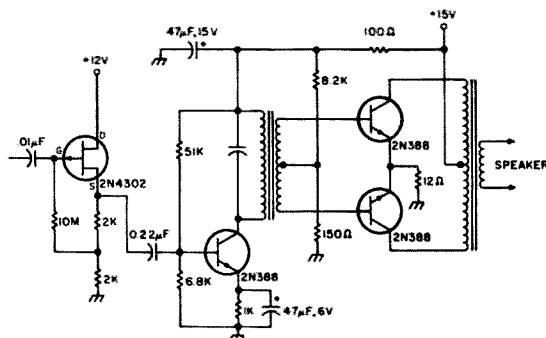 +15V
47µF,15V
+
100Ω
+12V
8.2K
.01µF
G
D
S
2N4302
51K
2N388
SPEAKER
12Ω
10M
2K
0.22µF
2N388
150Ω
2N388
2K
6.8K
1K
+
47µF,6V